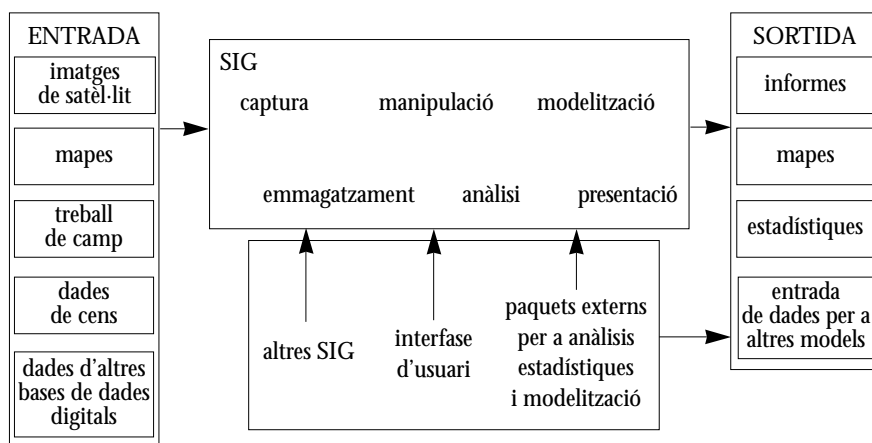 ENTRADA
imatges
de satèl·lit
mapes
treball
de camp
dades
de cens
dades d’altres
bases de dades
digitals
SIG
captura manipulació modelització
emmagatzament anàlisi presentació
altres SIG
interfase
d’usuari
paquets externs
per a anàlisis
estadístiques
i modelització
SORTIDA
informes
mapes
estadístiques
entrada
de dades per a
altres models